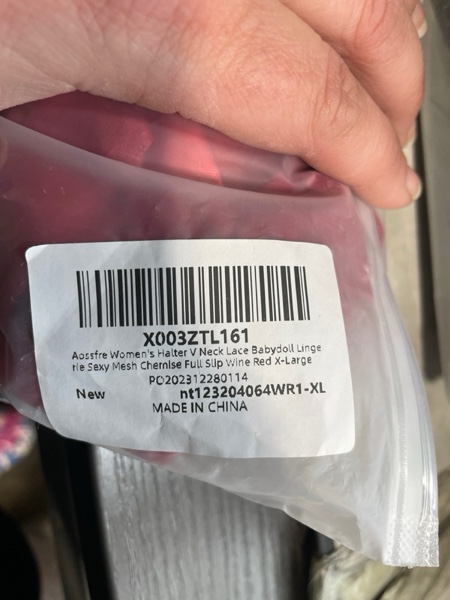 X003ZTL161
Aossfre Women's Halter V Neck Lace Babydoll Linge
rie Sexy Mesh Chemise Full Slip Wine Red X-Large
PO202312280114
New nt123204064WR1-XL
MADE IN CHINA